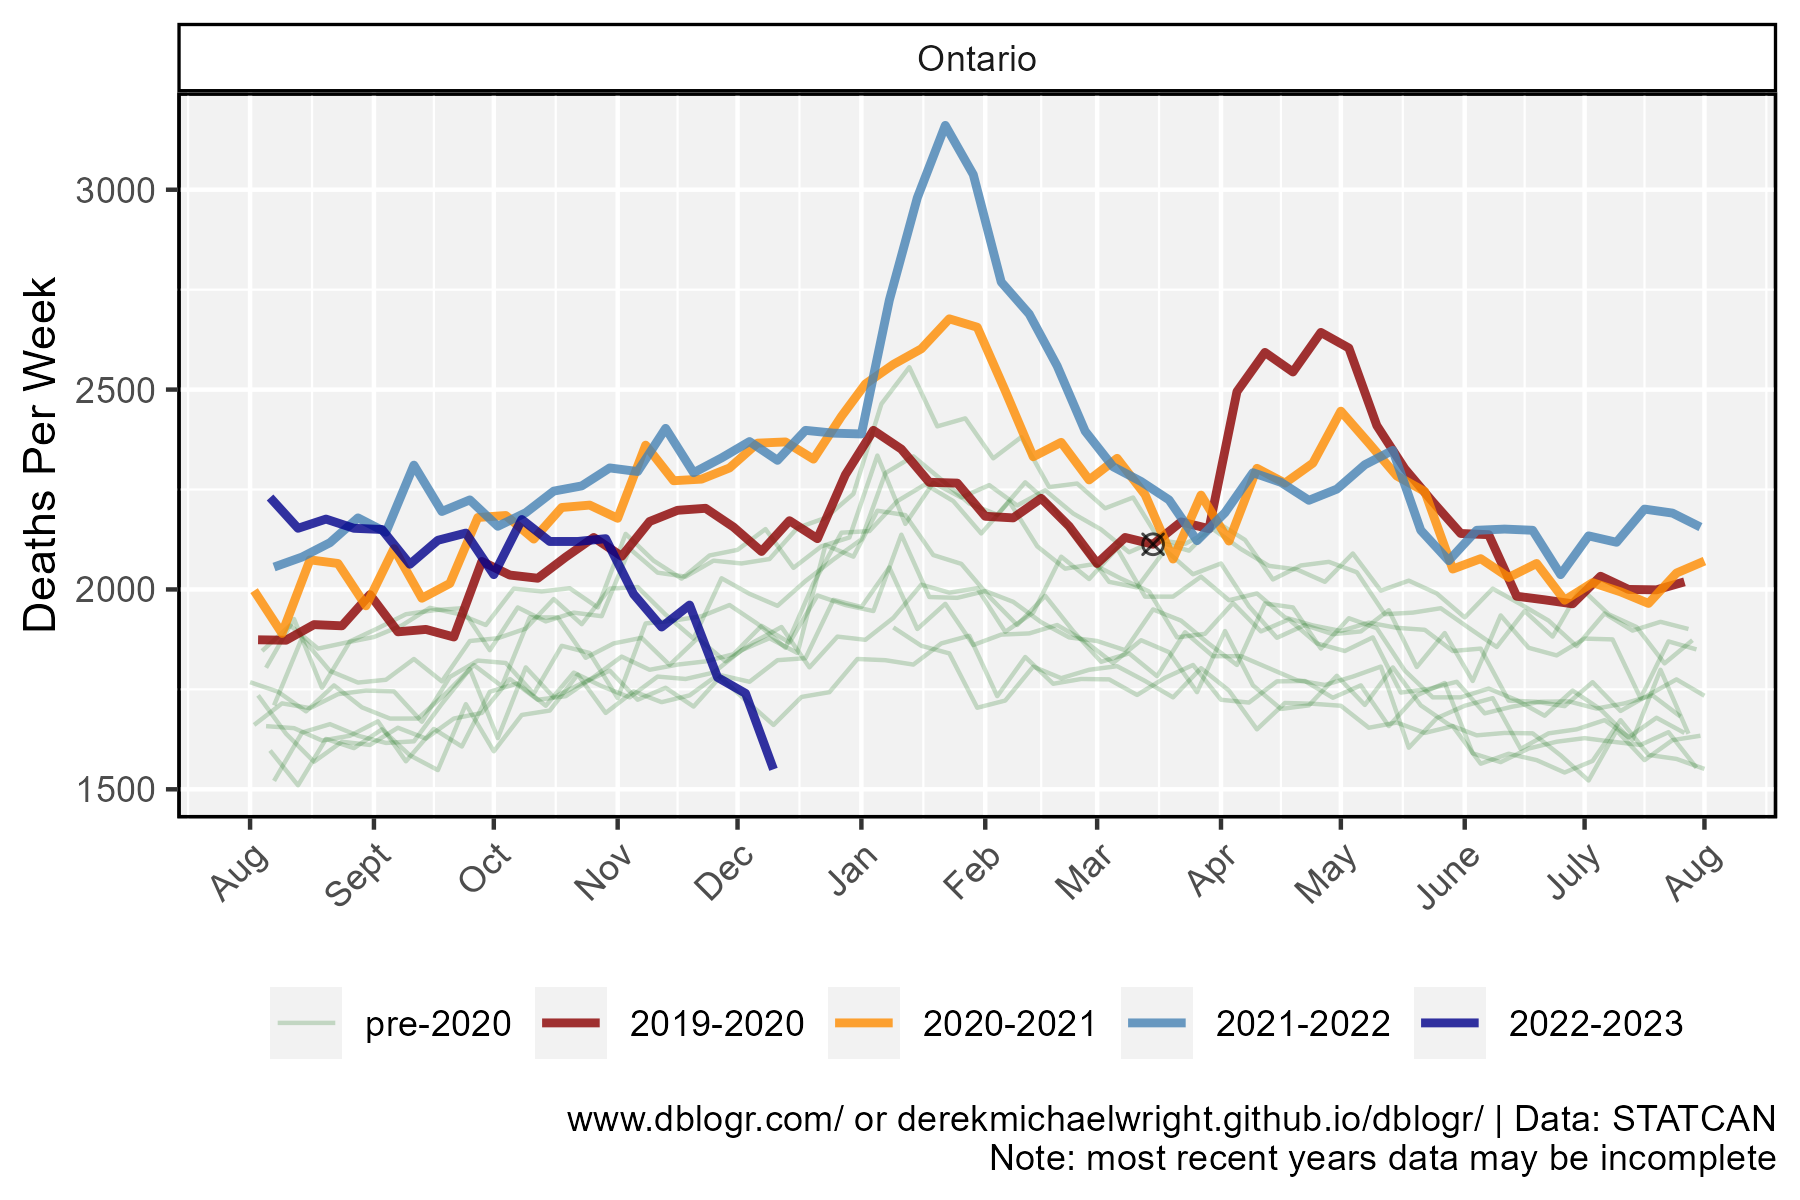 Ontario
Deaths Per Week
3000
2500
2000
1500
Aug
Sept
Oct
Nov
Dec
Jan
Feb
Mar
Apr
May
June
July
Aug
pre-2020
2019-2020
2020-2021
2021-2022
2022-2023
www.dblogr.com/ or derekmichaelwright.github.io/dblogr/ | Data: STATCAN
Note: most recent years data may be incomplete